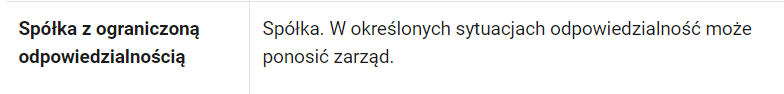 Spółka z ograniczoną
odpowiedzialnością
Spółka. W określonych sytuacjach odpowiedzialność może
ponosić zarząd.